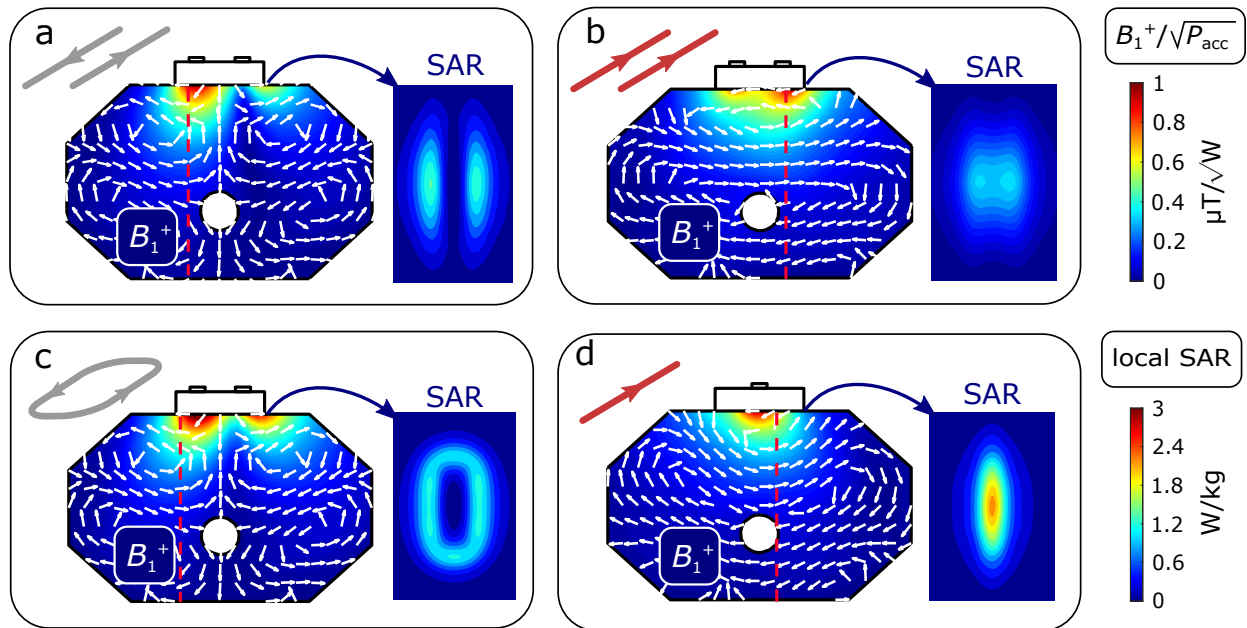 a
SAR
B₁⁺
b
SAR
B₁⁺
B₁⁺/√P_acc
1
0.8
0.6
0.4
0.2
0
µT/√W
c
SAR
B₁⁺
d
SAR
B₁⁺
local SAR
3
2.4
1.8
1.2
0.6
0
W/kg